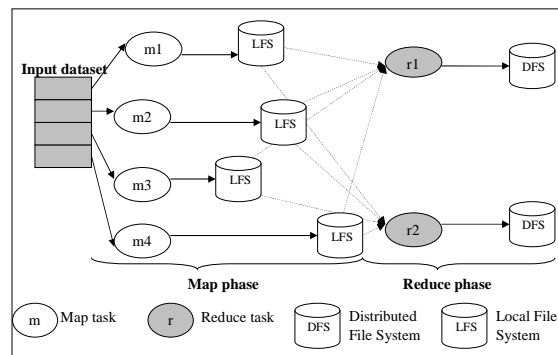 Input dataset
m1
LFS
r1
DFS
m2
LFS
m3
LFS
m4
LFS
r2
DFS
Map phase
Reduce phase
m Map task
r Reduce task
DFS Distributed File System
LFS Local File System